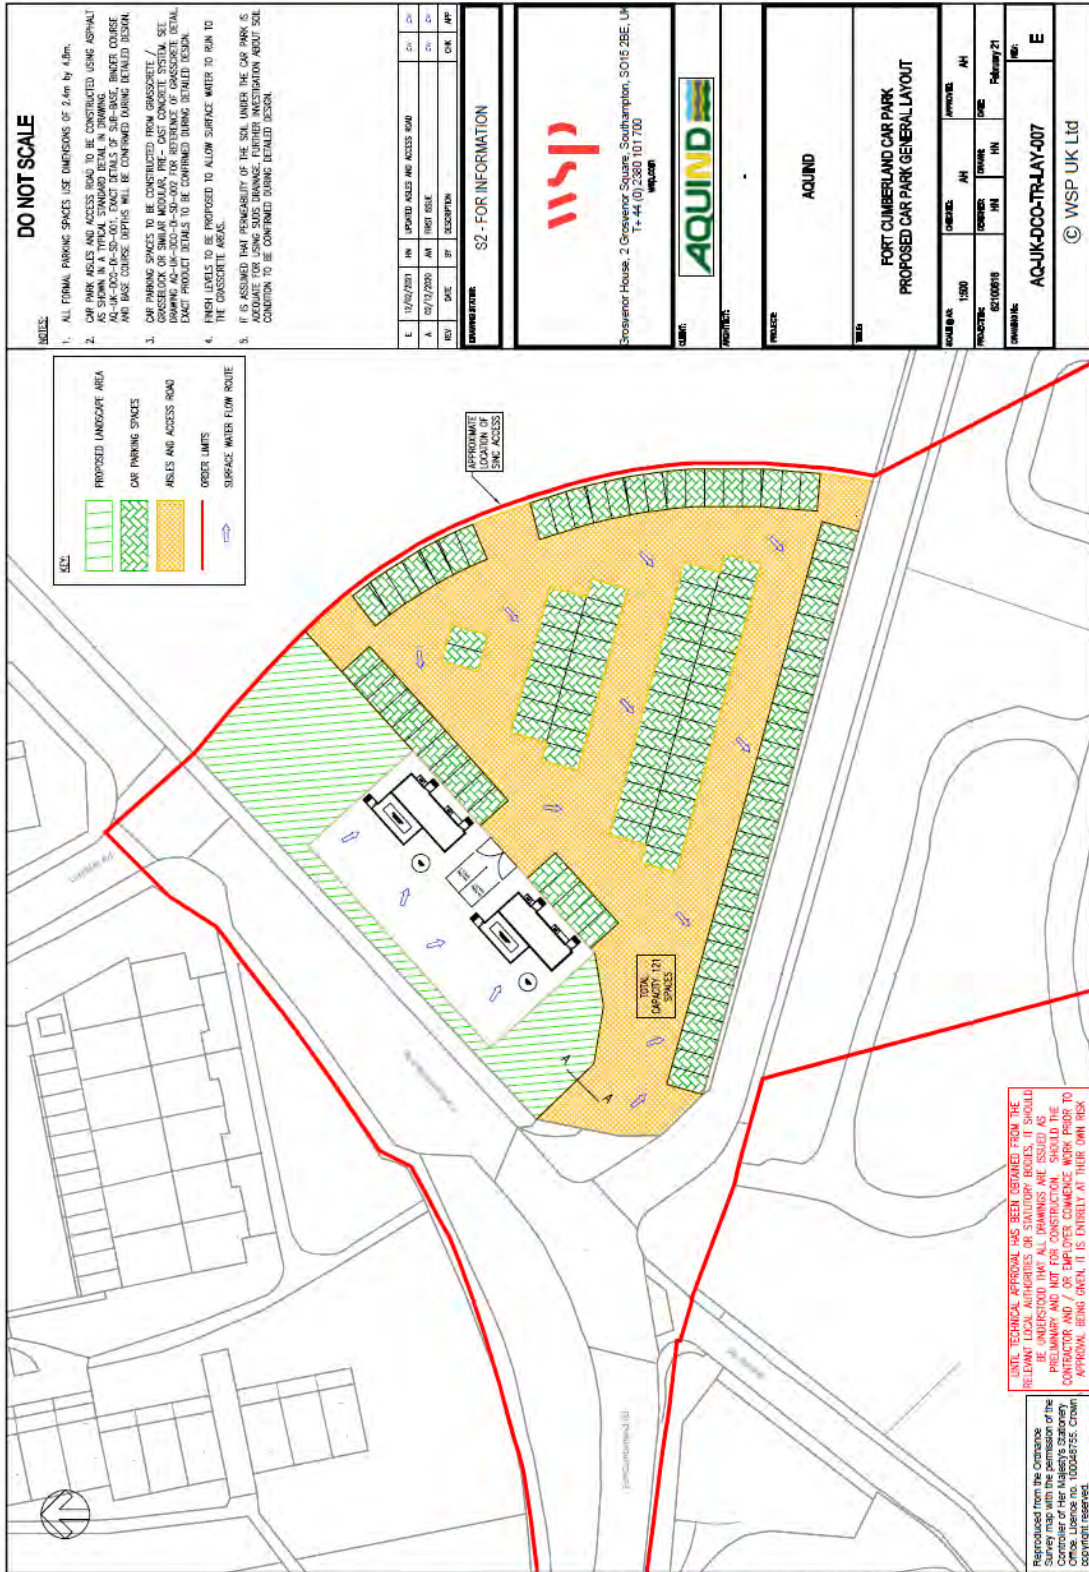 DO NOT SCALE
NOTES:
1. ALL FORMAL PARKING SPACES USE DIMENSIONS OF 2.4m by 4.8m.
2. CAR PARK AISLES AND ACCESS ROAD TO BE CONSTRUCTED USING ASPHALT
AS SHOWN IN A TYPICAL STANDARD DETAIL IN DRAWING
AQ-UK-DCO-DI-SD-001. EXACT DETAILS OF SUB-BASE, BINDER COURSE
AND BASE COURSE DEPTHS WILL BE CONFIRMED DURING DETAILED DESIGN.
3. CAR PARKING SPACES TO BE CONSTRUCTED FROM GRASSCRETE /
GRASSBLOCK OR SIMILAR MODULAR, PRE- CAST CONCRETE SYSTEM. SEE
DRAWING AQ-UK-DCO-DI-SD-002 FOR REFERENCE OF GRASSCRETE DETAIL.
EXACT PRODUCT DETAILS TO BE CONFIRMED DURING DETAILED DESIGN.
4. FINISH LEVELS TO BE PROPOSED TO ALLOW SURFACE WATER TO RUN TO
THE GRASSCRETE AREAS.
5. IT IS ASSUMED THAT PERMEABILITY OF THE SOIL UNDER THE CAR PARK IS
ADEQUATE FOR USING SUDS DRAINAGE. FURTHER INVESTIGATION ABOUT SOIL
CONDITION TO BE CONFIRMED DURING DETAILED DESIGN.
E 12/02/2021 HN UPDATED AISLES AND ACCESS ROAD CW CW
A 02/12/2020 AM FIRST ISSUE CW CW
REV DATE BY DESCRIPTION CHK APP
DRAWING STATUS:
S2 - FOR INFORMATION
wsp
Grosvenor House, 2 Grosvenor Square, Southampton, SO15 2BE, UK
T+ 44 (0) 2380 101 700
wsp.com
CLIENT:
AQUIND
ARCHITECT:
-
PROJECT:
AQUIND
TITLE:
FORT CUMBERLAND CAR PARK
PROPOSED CAR PARK GENERAL LAYOUT
SCALE @ A3: 1:500 CHECKED: AH APPROVED: AH
PROJECT No: 62100616 DESIGNED: HN DRAWN: HN DATE: February 21
DRAWING No: AQ-UK-DCO-TR-LAY-007 REV: E
© WSP UK Ltd
KEY:
PROPOSED LANDSCAPE AREA
CAR PARKING SPACES
AISLES AND ACCESS ROAD
ORDER LIMITS
SURFACE WATER FLOW ROUTE
APPROXIMATE
LOCATION OF
SINC ACCESS
TOTAL
CAPACITY 121
SPACES
A
A
UNTIL TECHNICAL APPROVAL HAS BEEN OBTAINED FROM THE
RELEVANT LOCAL AUTHORITIES OR STATUTORY BODIES, IT SHOULD
BE UNDERSTOOD THAT ALL DRAWINGS ARE ISSUED AS
PRELIMINARY AND NOT FOR CONSTRUCTION. SHOULD THE
CONTRACTOR AND / OR EMPLOYER COMMENCE WORK PRIOR TO
APPROVAL BEING GIVEN, IT IS ENTIRELY AT THEIR OWN RISK
Reproduced from the Ordnance
Survey map with the permission of the
Controller of Her Majesty's Stationery
Office. Licence no. 100048755. Crown
copyright reserved.